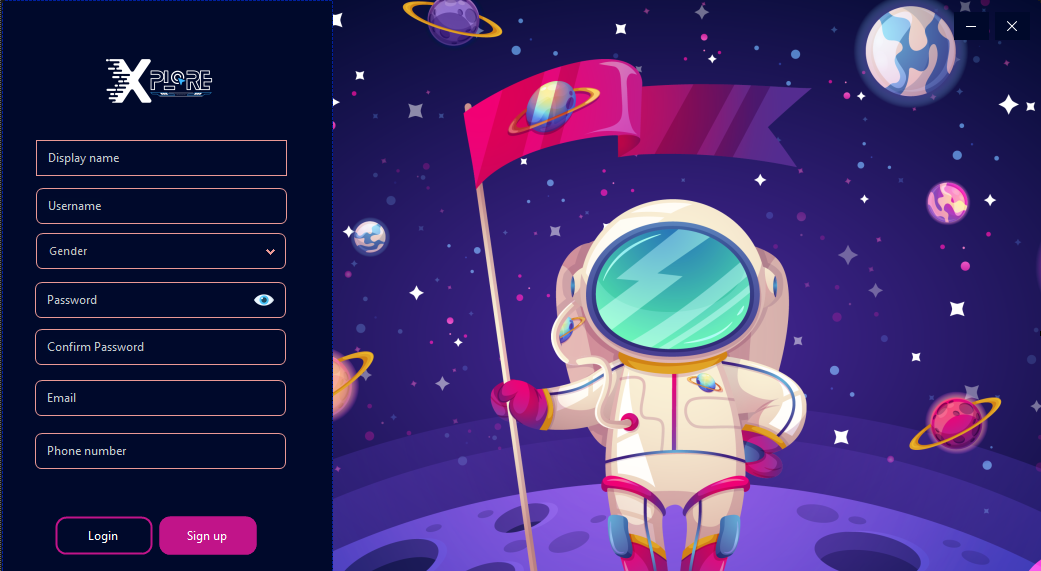 XPLORE
Display name
Username
Gender
Password
Confirm Password
Email
Phone number
Login
Sign up